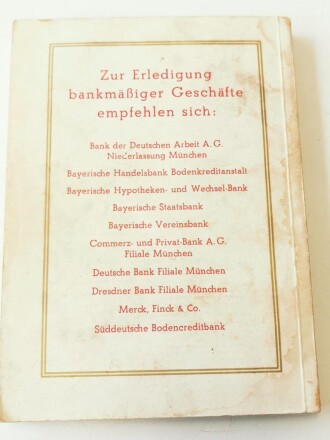 Zur Erledigung
bankmäßiger Geschäfte
empfehlen sich:
Bank der Deutschen Arbeit A.G.
Niederlassung München
Bayerische Handelsbank Bodenkreditanstalt
Bayerische Hypotheken- und Wechsel-Bank
Bayerische Staatsbank
Bayerische Vereinsbank
Commerz- und Privat-Bank A.G.
Filiale München
Deutsche Bank Filiale München
Dresdner Bank Filiale München
Merck, Finck & Co.
Süddeutsche Bodencreditbank